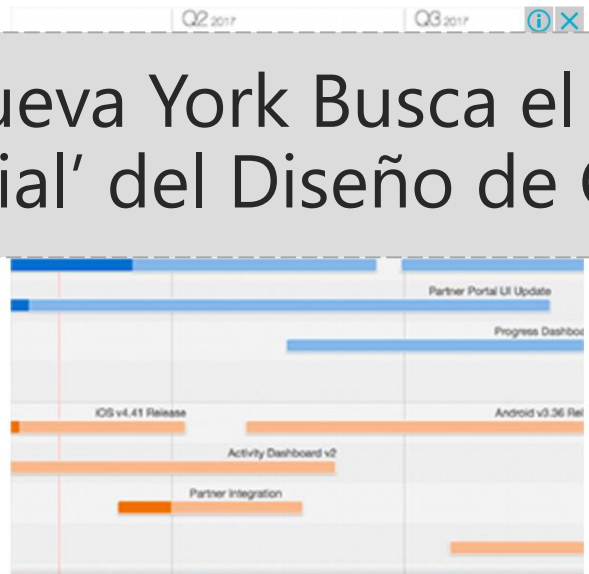 Q2 2017 Q3 2017
ueva York Busca el
ial’ del Diseño de
Partner Portal UI Update
Progress Dashboa
iOS v4.41 Release Android v3.36 Rel
Activity Dashboard v2
Partner Integration